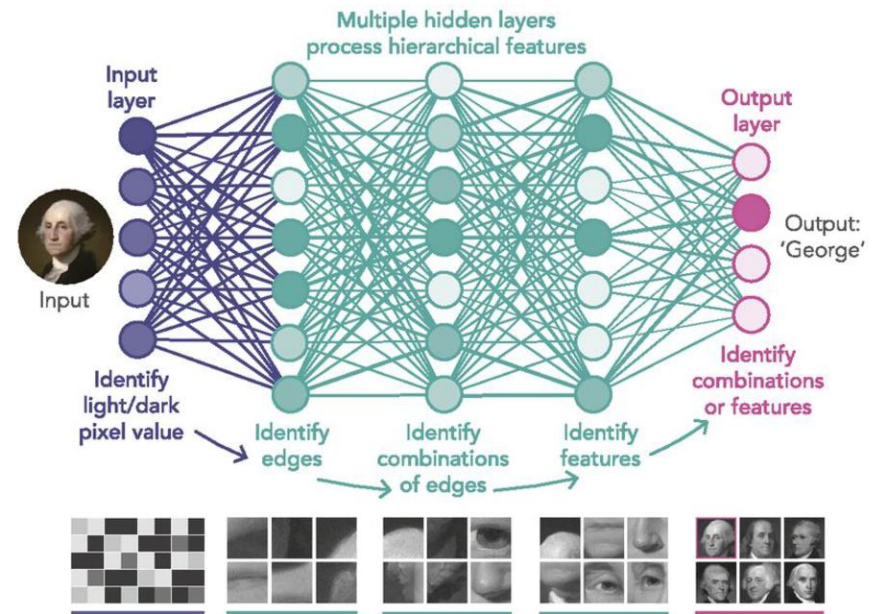 Multiple hidden layers
process hierarchical features
Input
layer
Output
layer
Input
Output:
‘George’
Identify
light/dark
pixel value
Identify
edges
Identify
combinations
of edges
Identify
features
Identify
combinations
or features